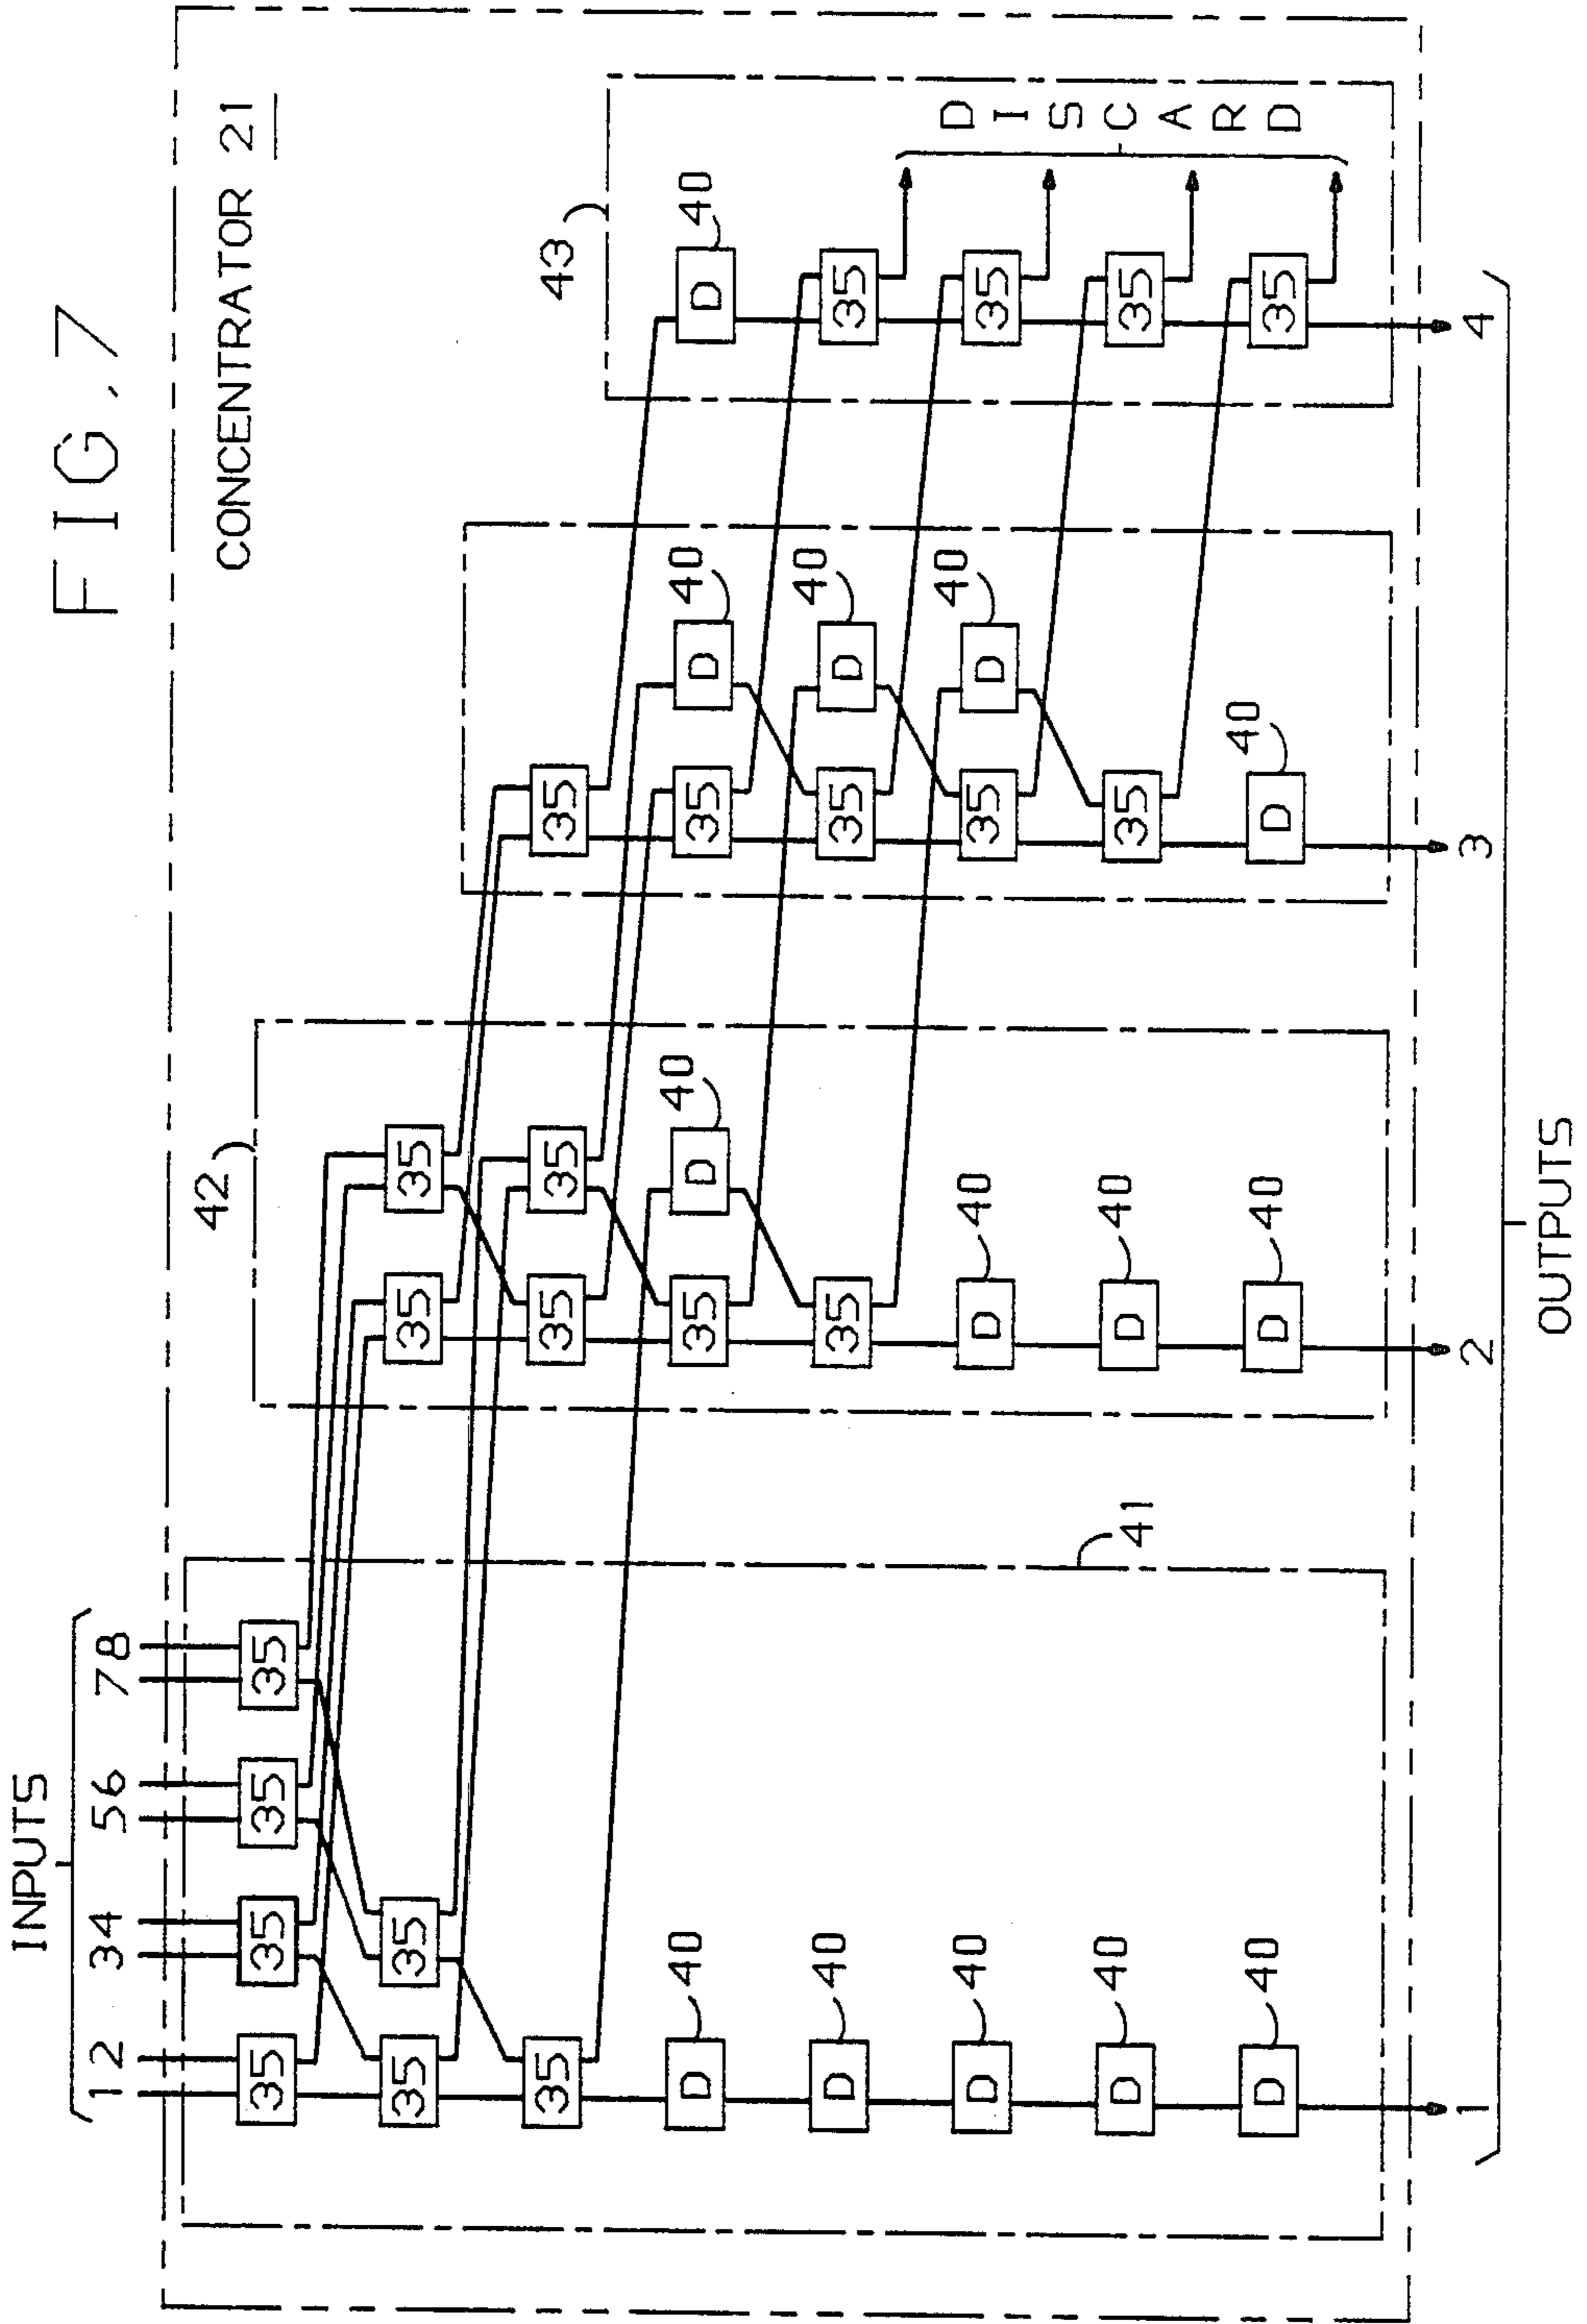 FIG. 7
INPUTS
1 2 3 4 5 6 7 8
CONCENTRATOR 21
42
35 35 35 35
35 35 35 35
35 35 35 35
43
D 40 35 D 40 35 D 40 D 40
D 40 35 35 D 40 35
D 40 D 40 35 D 40 35
D 40 D 40 35 35
41
D 40 D 40 D 40 35
DISCARD
1 2 3 4
OUTPUTS